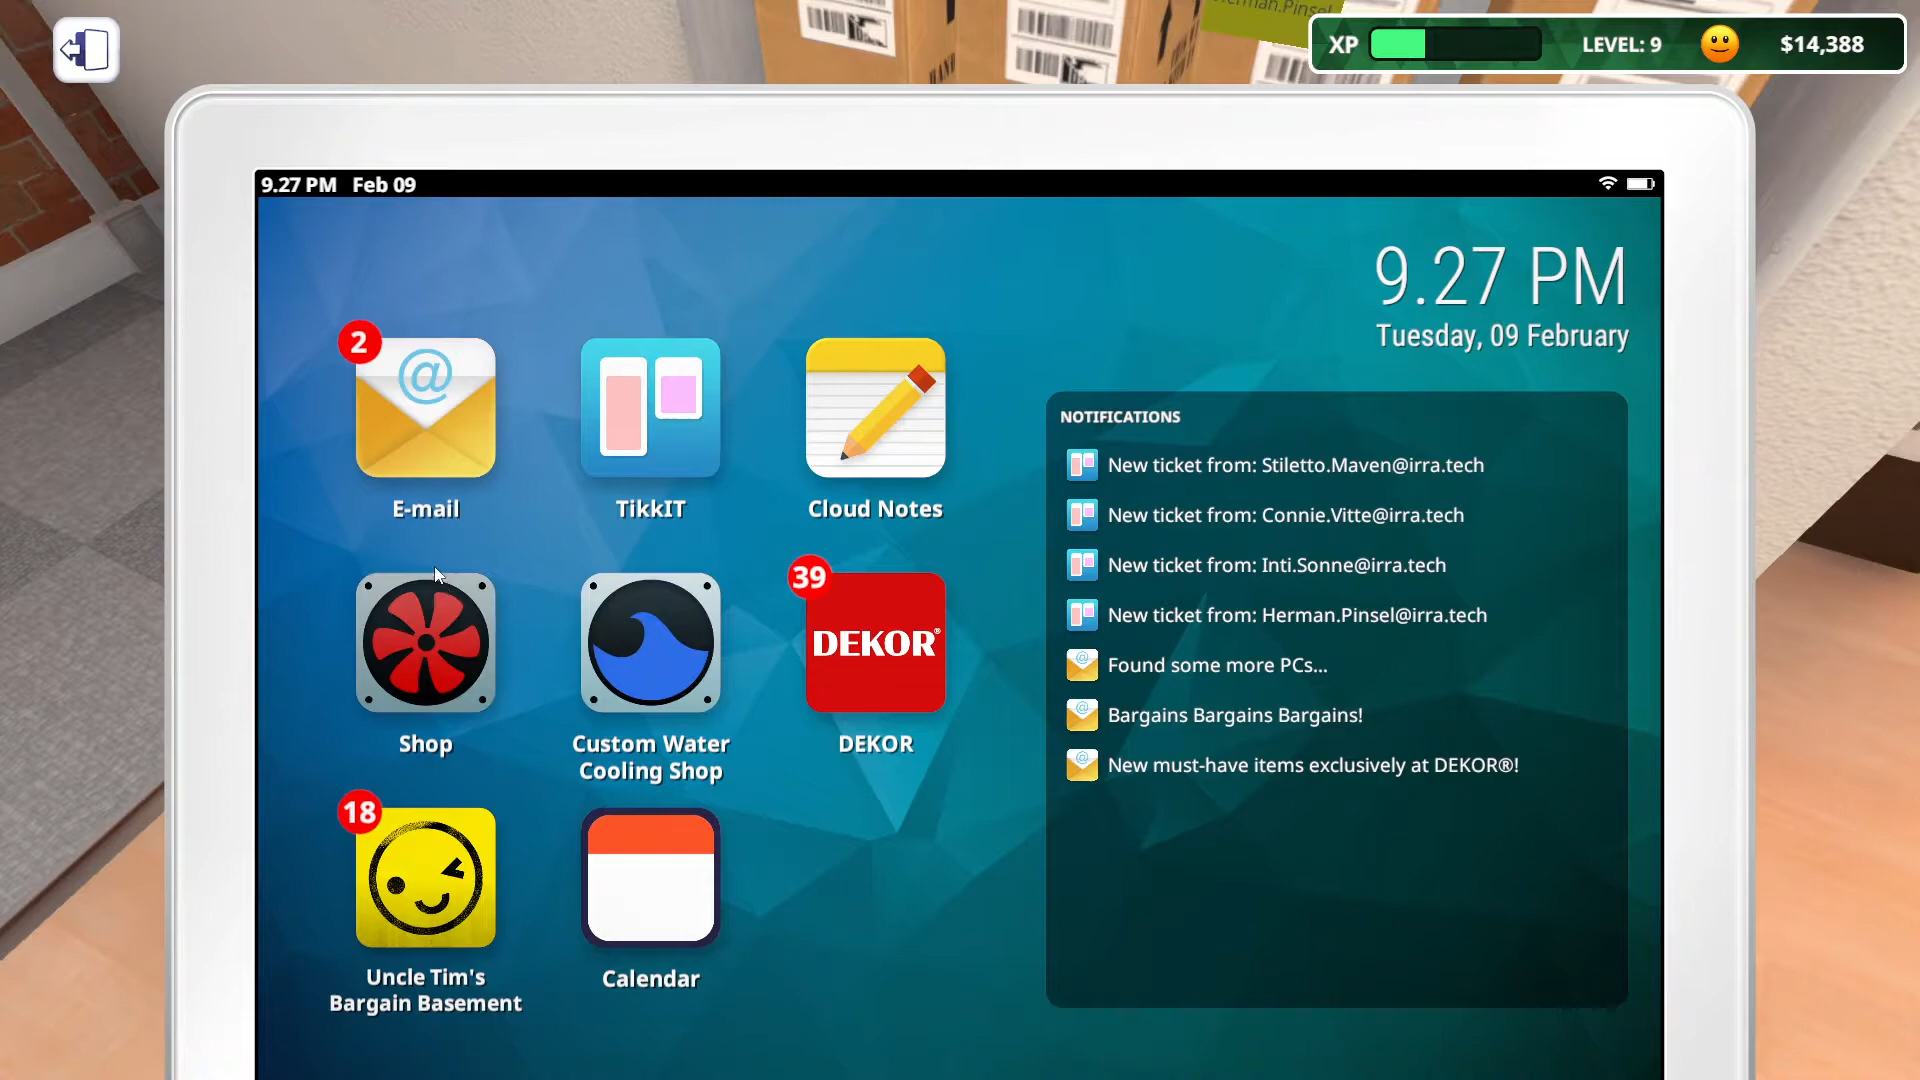 Herman.Pinsel
XP
LEVEL: 9
$14,388
9.27 PM Feb 09
9.27 PM
Tuesday, 09 February
2
@
E-mail
TikkIT
Cloud Notes
Shop
Custom Water
Cooling Shop
39
DEKOR®
DEKOR
18
Uncle Tim's
Bargain Basement
Calendar
NOTIFICATIONS
New ticket from: Stiletto.Maven@irra.tech
New ticket from: Connie.Vitte@irra.tech
New ticket from: Inti.Sonne@irra.tech
New ticket from: Herman.Pinsel@irra.tech
Found some more PCs...
Bargains Bargains Bargains!
New must-have items exclusively at DEKOR®!